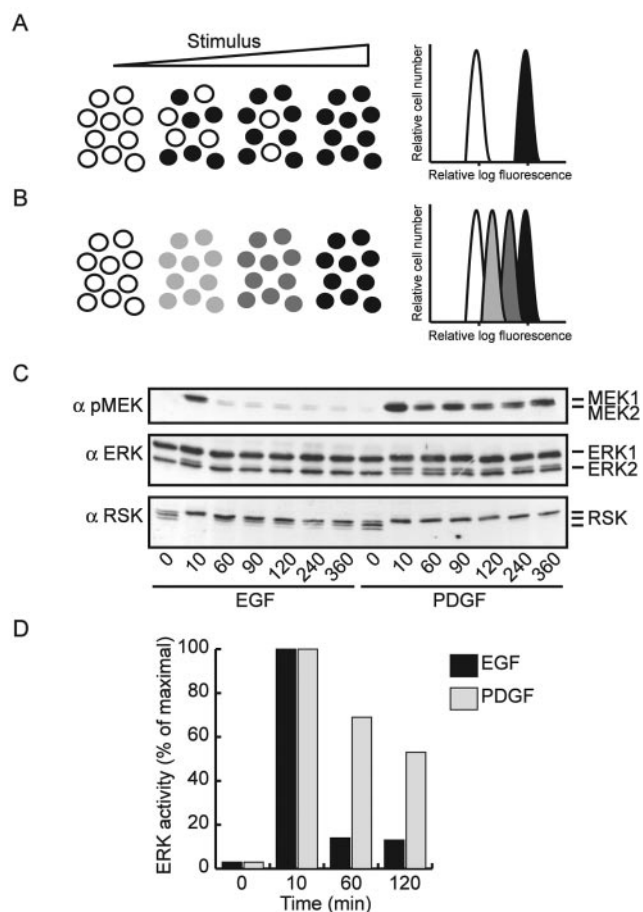 A
Stimulus
Relative cell number
Relative log fluorescence
B
Relative cell number
Relative log fluorescence
C
α pMEK
MEK1
MEK2
α ERK
ERK1
ERK2
α RSK
RSK
0 10 60 90 120 240 360 0 10 60 90 120 240 360
EGF PDGF
D
ERK activity (% of maximal)
100
80
60
40
20
0
EGF
PDGF
0 10 60 120
Time (min)